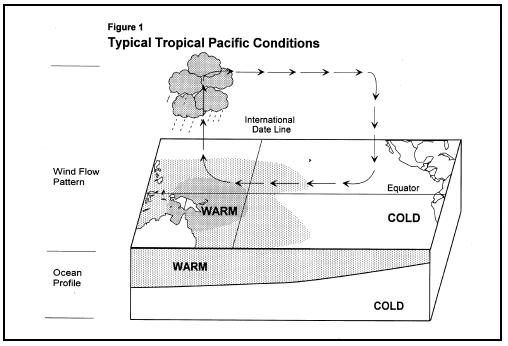 Figure 1
Typical Tropical Pacific Conditions
International
Date Line
Wind Flow
Pattern
Equator
WARM
COLD
WARM
Ocean
Profile
COLD